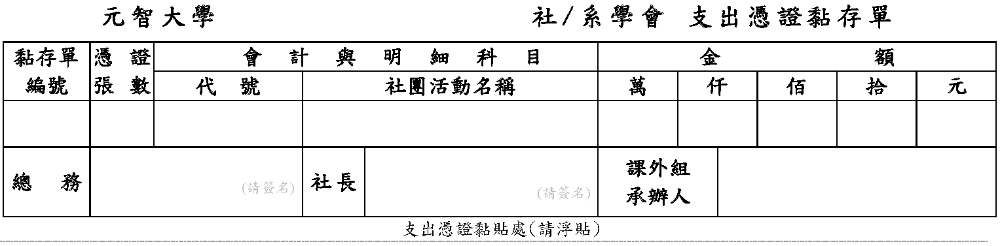 元智大學 社/系學會 支出憑證黏存單
黏存單編號 憑證張數 會計與明細科目 金額
代號 社團活動名稱 萬 仟 佰 拾 元
總務 (請簽名) 社長 (請簽名) 課外組承辦人
支出憑證黏貼處(請浮貼)